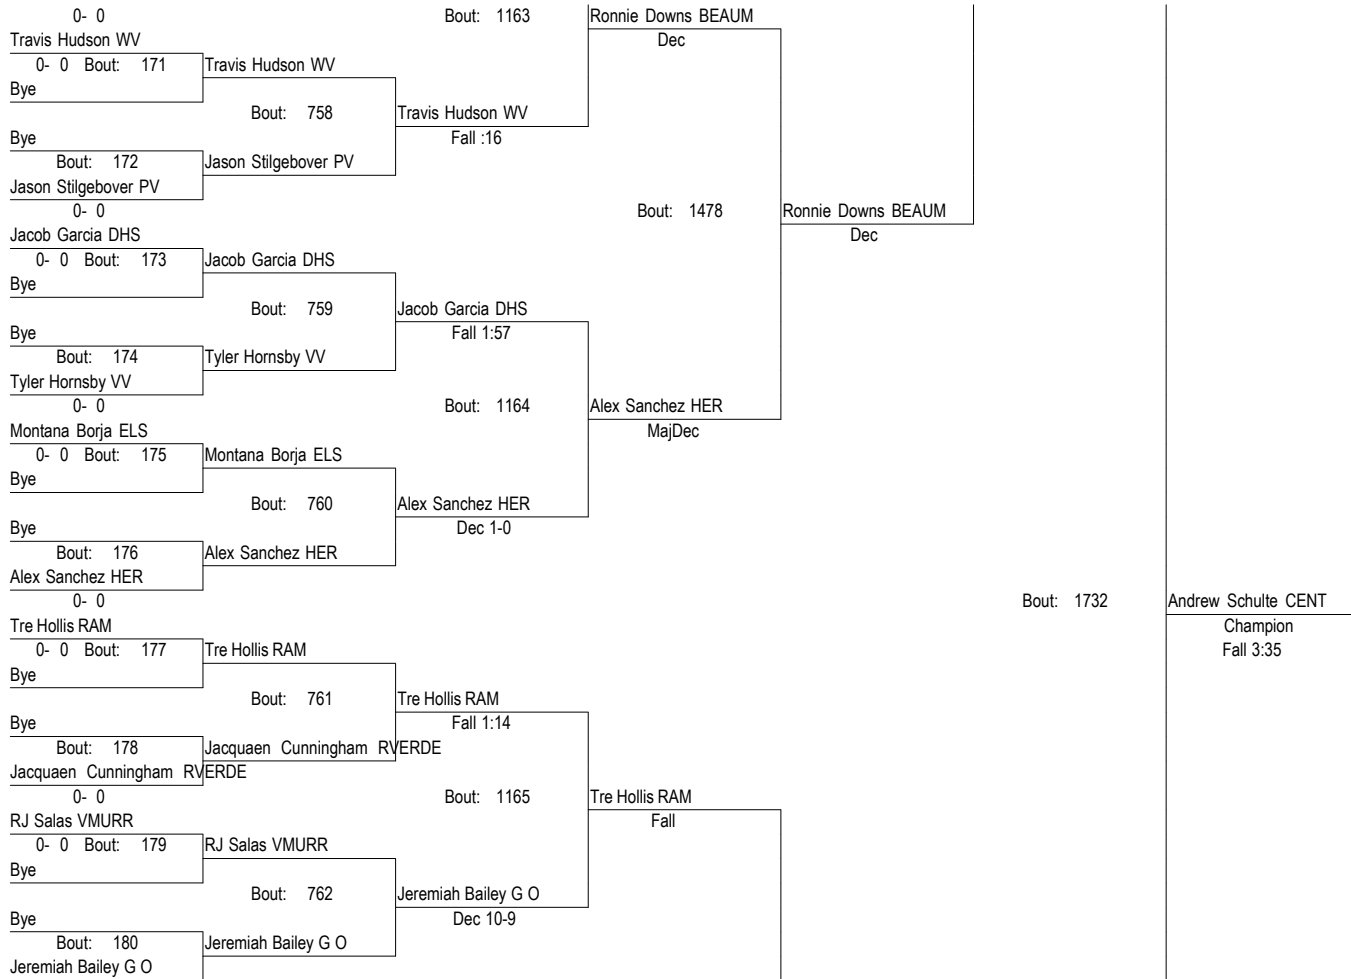 0- 0 Bout: 1163 Ronnie Downs BEAUM
Travis Hudson WV Dec
0- 0 Bout: 171 Travis Hudson WV
Bye
Bout: 758 Travis Hudson WV
Bye Fall :16
Bout: 172 Jason Stilgebover PV
Jason Stilgebover PV
0- 0 Bout: 1478 Ronnie Downs BEAUM
Jacob Garcia DHS Dec
0- 0 Bout: 173 Jacob Garcia DHS
Bye
Bout: 759 Jacob Garcia DHS
Bye Fall 1:57
Bout: 174 Tyler Hornsby VV
Tyler Hornsby VV
0- 0 Bout: 1164 Alex Sanchez HER
Montana Borja ELS MajDec
0- 0 Bout: 175 Montana Borja ELS
Bye
Bout: 760 Alex Sanchez HER
Bye Dec 1-0
Bout: 176 Alex Sanchez HER
Alex Sanchez HER
0- 0 Bout: 1732 Andrew Schulte CENT
Tre Hollis RAM Champion
0- 0 Bout: 177 Tre Hollis RAM Fall 3:35
Bye
Bout: 761 Tre Hollis RAM
Bye Fall 1:14
Bout: 178 Jacquaen Cunningham RVERDE
Jacquaen Cunningham RVERDE
0- 0 Bout: 1165 Tre Hollis RAM
RJ Salas VMURR Fall
0- 0 Bout: 179 RJ Salas VMURR
Bye
Bout: 762 Jeremiah Bailey G O
Bye Dec 10-9
Bout: 180 Jeremiah Bailey G O
Jeremiah Bailey G O